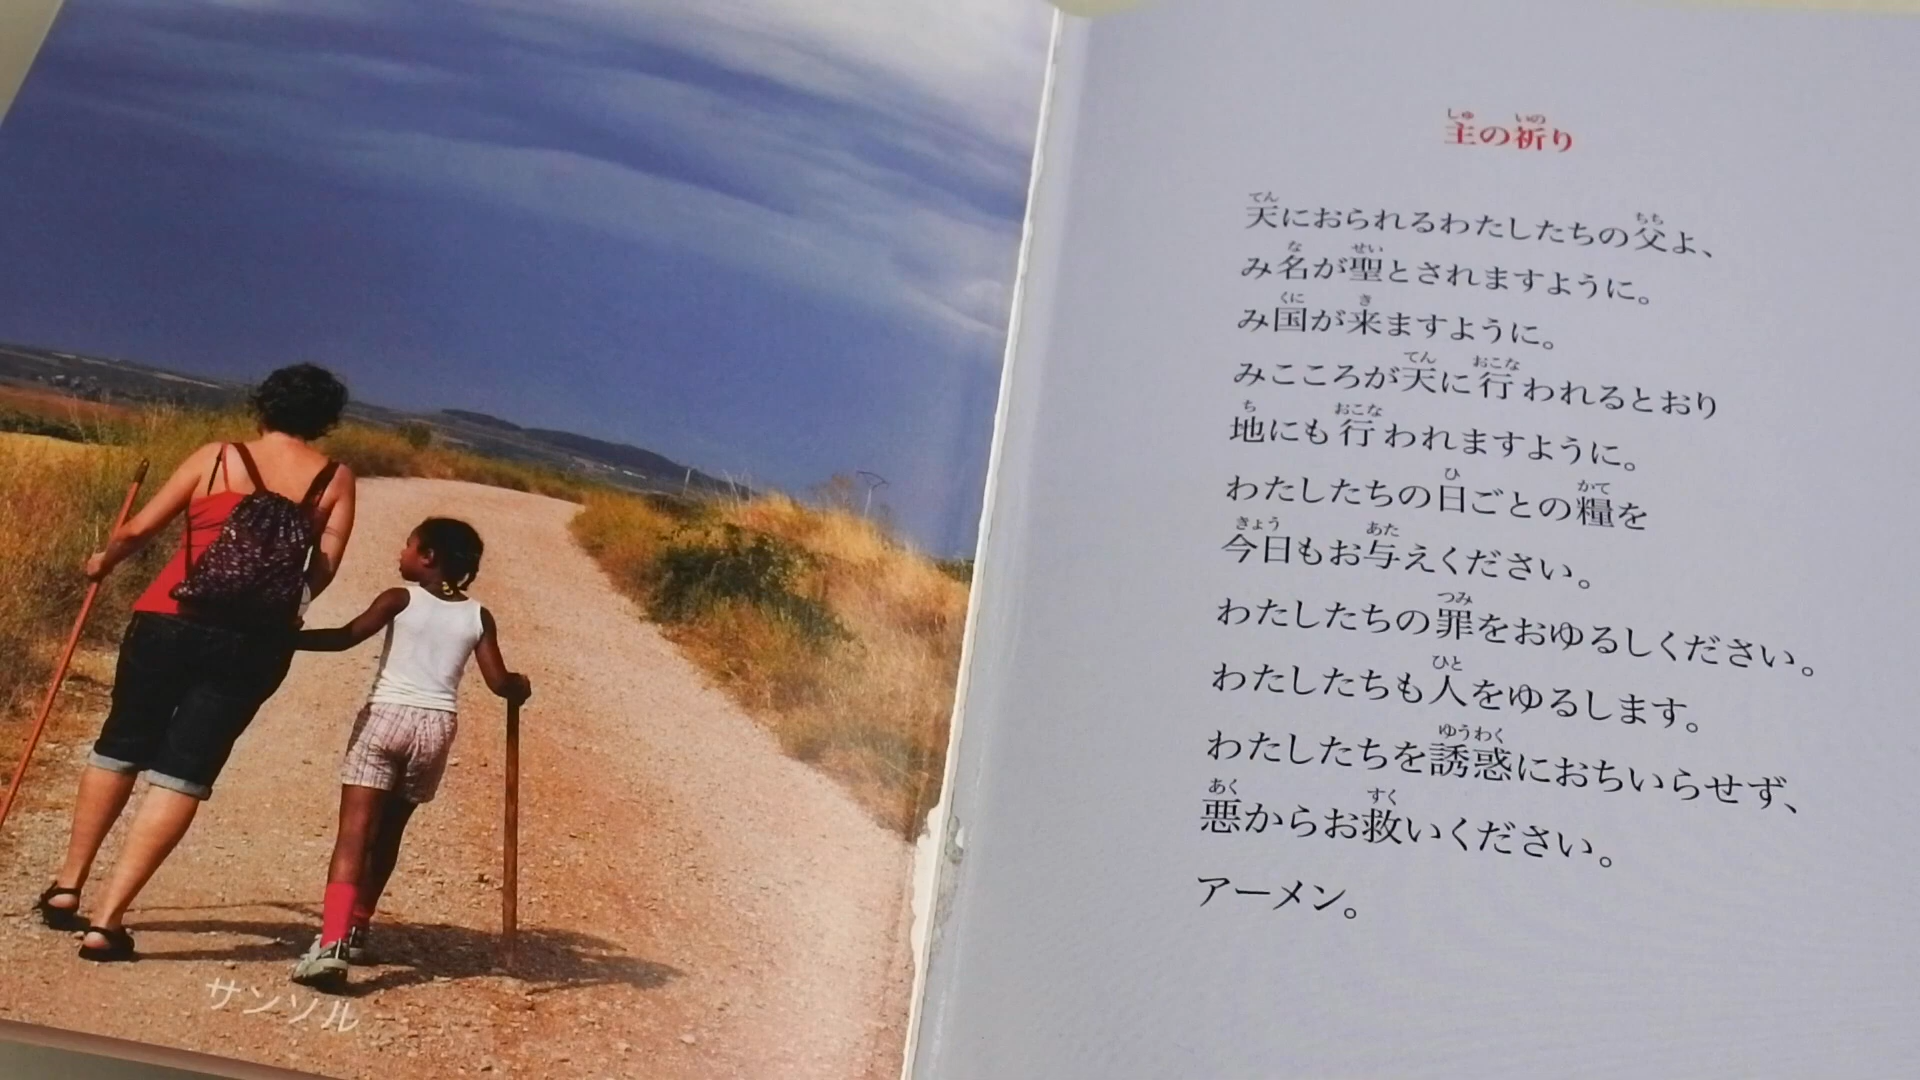 サンソル
主の祈り
天におられるわたしたちの父よ、
み名が聖とされますように。
み国が来ますように。
みこころが天に行われるとおり
地にも行われますように。
わたしたちの日ごとの糧を
今日もお与えください。
わたしたちの罪をおゆるしください。
わたしたちも人をゆるします。
わたしたちを誘惑におちいらせず、
悪からお救いください。
アーメン。